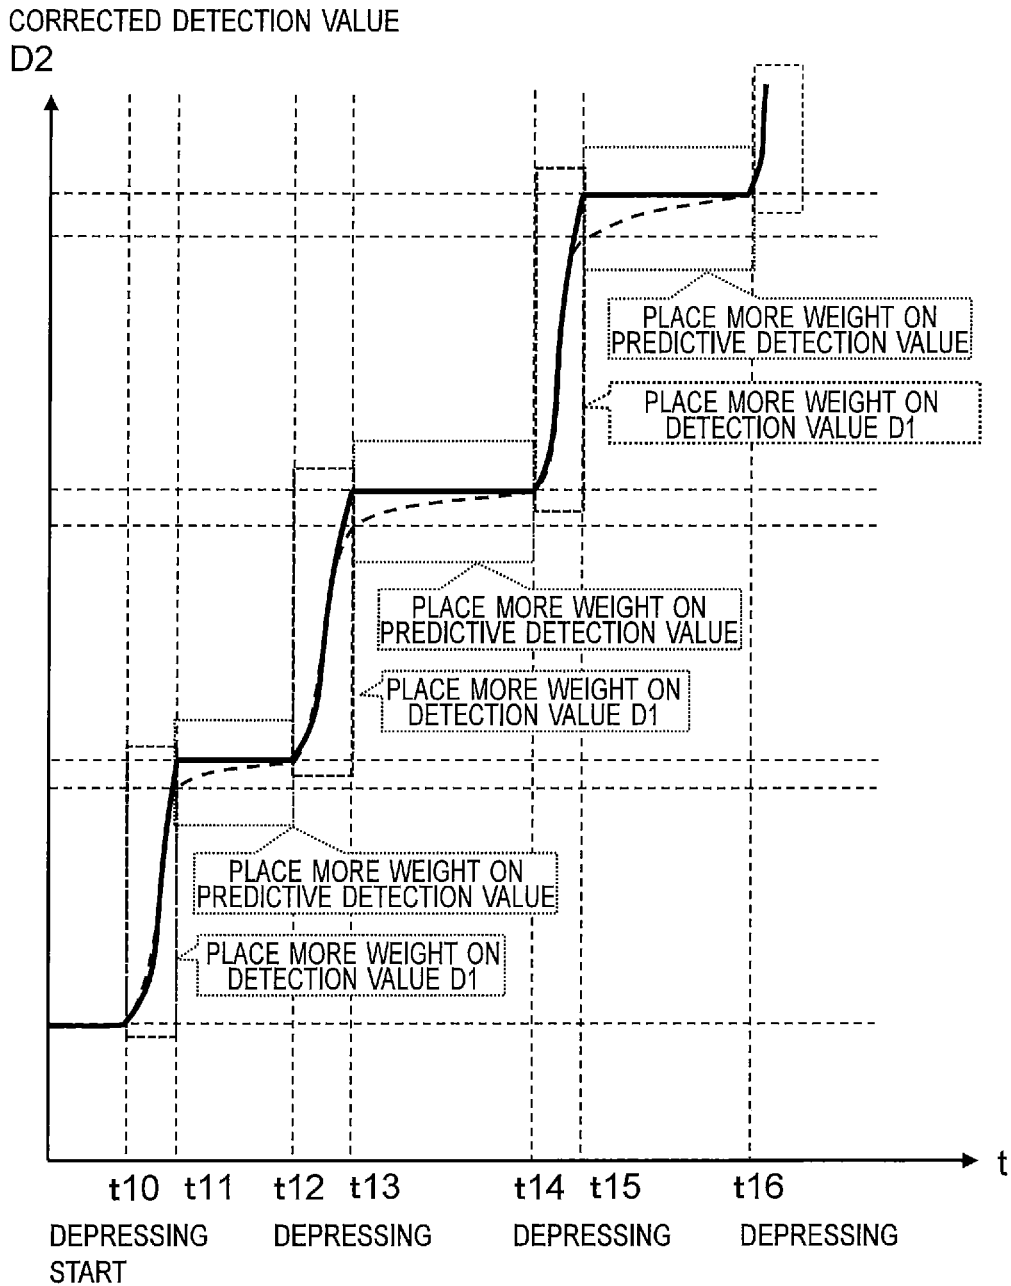 CORRECTED DETECTION VALUE
D2
PLACE MORE WEIGHT ON
PREDICTIVE DETECTION VALUE
PLACE MORE WEIGHT ON
DETECTION VALUE D1
PLACE MORE WEIGHT ON
PREDICTIVE DETECTION VALUE
PLACE MORE WEIGHT ON
DETECTION VALUE D1
PLACE MORE WEIGHT ON
PREDICTIVE DETECTION VALUE
PLACE MORE WEIGHT ON
DETECTION VALUE D1
t
t10 t11 t12 t13 t14 t15 t16
DEPRESSING DEPRESSING DEPRESSING DEPRESSING
START